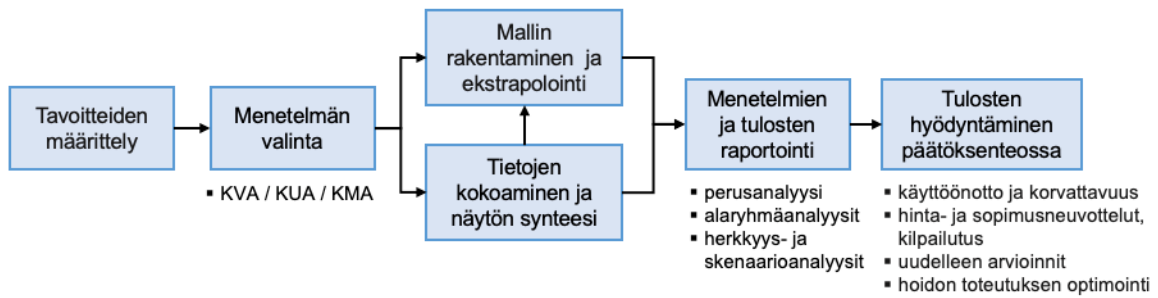 Tavoitteiden
määrittely
Menetelmän
valinta
▪ KVA / KUA / KMA
Mallin
rakentaminen ja
ekstrapolointi
Tietojen
kokoaminen ja
näytön synteesi
Menetelmien
ja tulosten
raportointi
▪ perusanalyysi
▪ alaryhmäanalyysit
▪ herkkyys- ja
skenaarioanalyysit
Tulosten
hyödyntäminen
päätöksenteossa
▪ käyttöönotto ja korvattavuus
▪ hinta- ja sopimusneuvottelut,
kilpailutus
▪ uudelleen arvioinnit
▪ hoidon toteutuksen optimointi